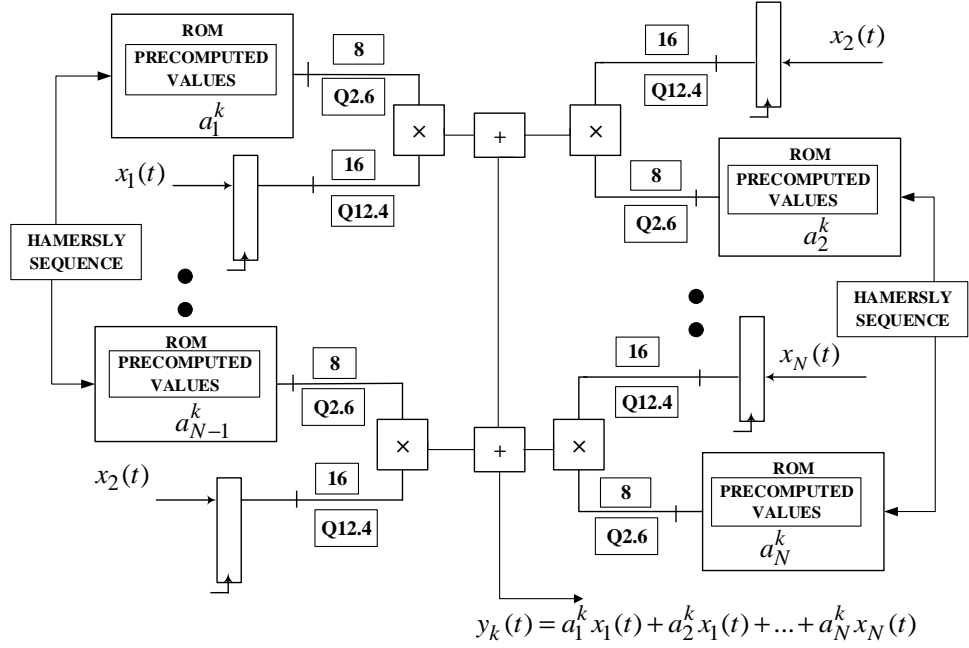 ROM
PRECOMPUTED
VALUES
a_1^k
8
Q2.6
×
x_1(t)
16
Q12.4
HAMERSLY
SEQUENCE
+
16
Q12.4
x_2(t)
×
8
Q2.6
ROM
PRECOMPUTED
VALUES
a_2^k
HAMERSLY
SEQUENCE
ROM
PRECOMPUTED
VALUES
a_{N-1}^k
8
Q2.6
×
x_2(t)
16
Q12.4
+
16
Q12.4
x_N(t)
×
8
Q2.6
ROM
PRECOMPUTED
VALUES
a_N^k
y_k(t) = a_1^k x_1(t) + a_2^k x_1(t) + ... + a_N^k x_N(t)